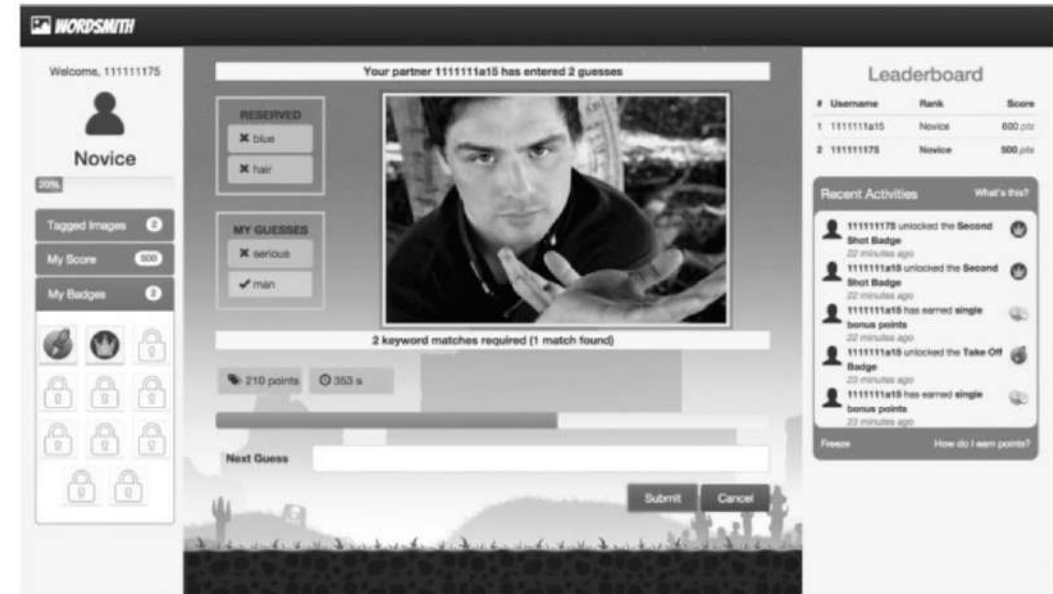 WORDSMITH
Welcome, 111111175
Novice
20%
Tagged Images 2
My Score 500
My Badges 2
Your partner 1111111a15 has entered 2 guesses
RESERVED
✖ blue
✖ hair
MY GUESSES
✖ serious
✔ man
2 keyword matches required (1 match found)
210 points 353 s
Next Guess
Submit Cancel
Leaderboard
# Username Rank Score
1 1111111a15 Novice 600 pts
2 111111175 Novice 500 pts
Recent Activities What's this?
111111175 unlocked the Second
Shot Badge
22 minutes ago
1111111a15 unlocked the Second
Shot Badge
22 minutes ago
1111111a15 has earned single
bonus points
22 minutes ago
1111111a15 unlocked the Take Off
Badge
23 minutes ago
1111111a15 has earned single
bonus points
23 minutes ago
Freeze How do I earn points?